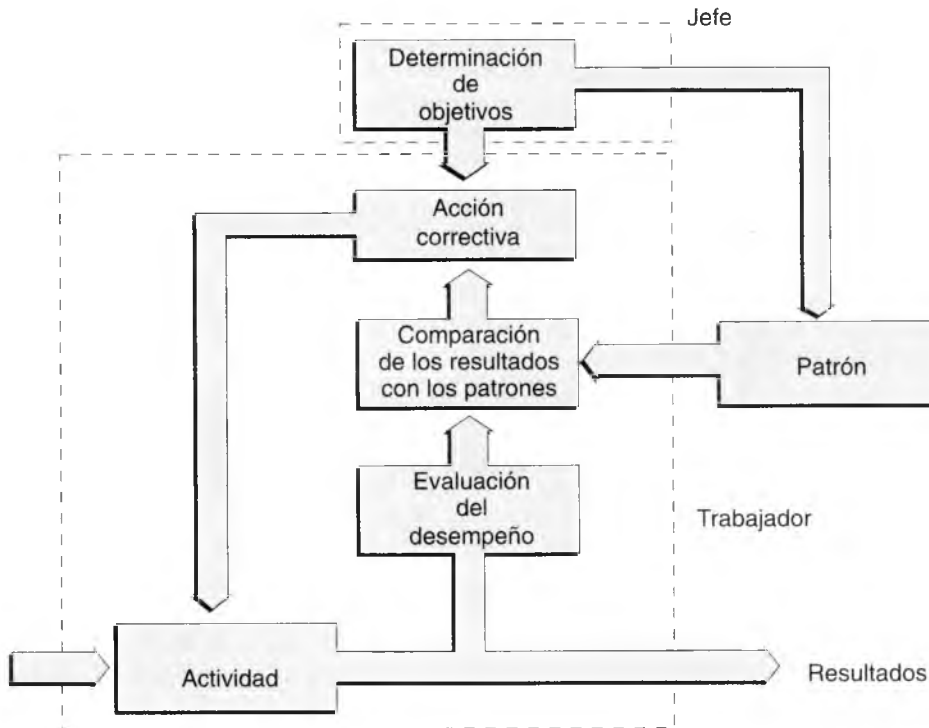 Jefe
Determinación
de
objetivos
Acción
correctiva
Comparación
de los resultados
con los patrones
Patrón
Evaluación
del
desempeño
Trabajador
Actividad
Resultados